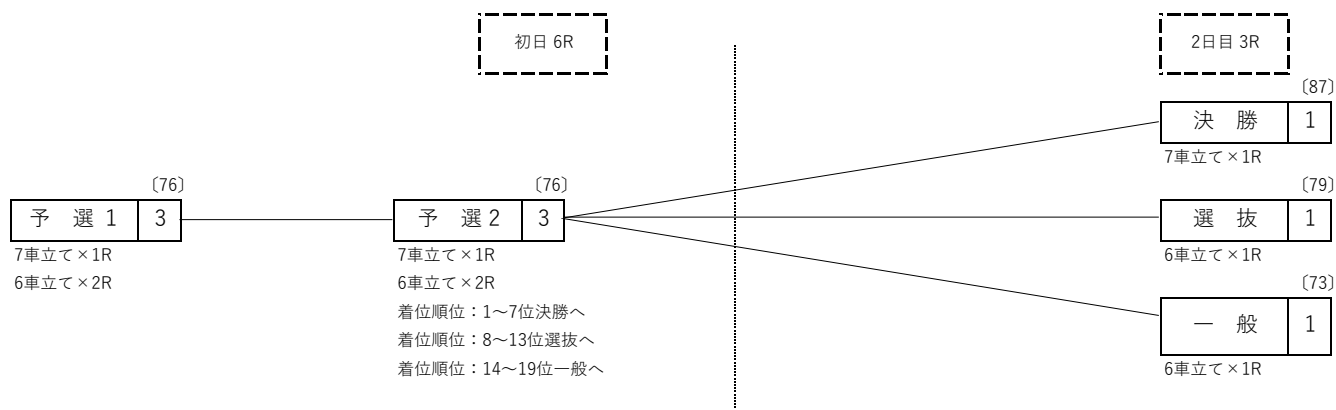 初日 6R
2日目 3R
〔87〕
決　勝 1
7車立て×1R
〔76〕
予　選 1 3
7車立て×1R
6車立て×2R
〔76〕
予　選 2 3
7車立て×1R
6車立て×2R
着位順位：1～7位決勝へ
着位順位：8～13位選抜へ
着位順位：14～19位一般へ
〔79〕
選　抜 1
6車立て×1R
〔73〕
一　般 1
6車立て×1R